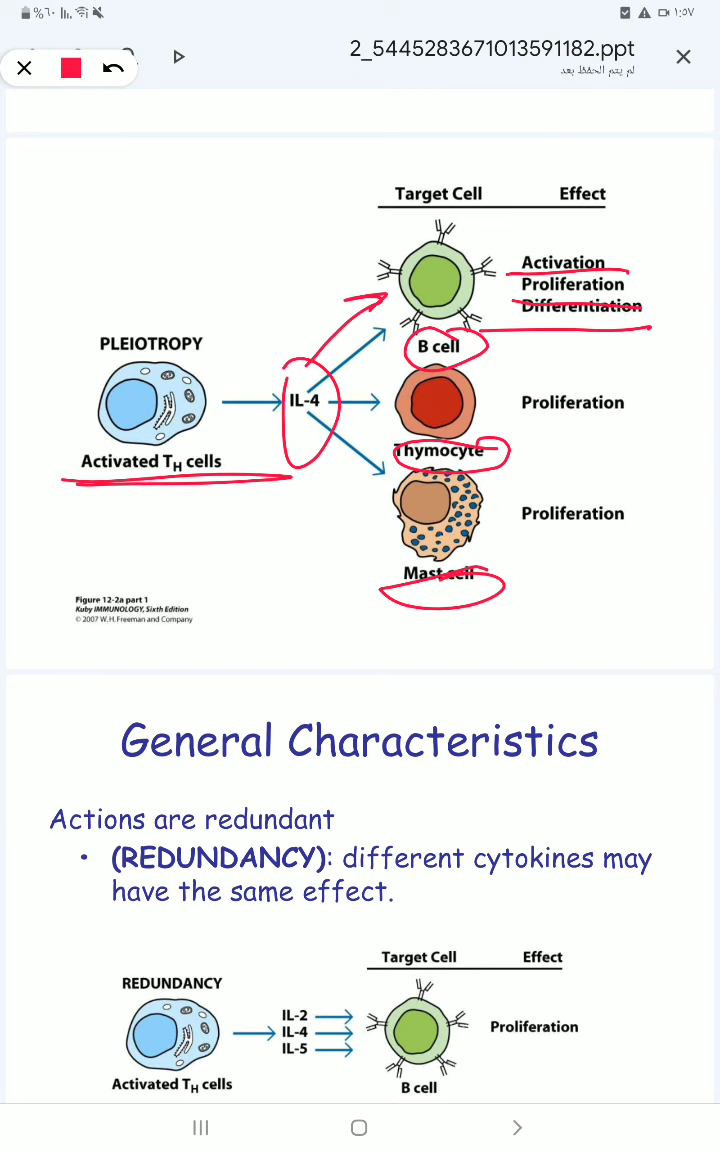 %٦٠ ١:٥٧
2_5445283671013591182.ppt
لم يتم الحفظ بعد
Target Cell Effect
Activation
Proliferation
Differentiation
B cell
PLEIOTROPY
IL-4
Activated TH cells
Proliferation
Thymocyte
Proliferation
Mast cell
Figure 12-2a part 1
Kuby IMMUNOLOGY, Sixth Edition
© 2007 W.H. Freeman and Company
General Characteristics
Actions are redundant
• (REDUNDANCY): different cytokines may
have the same effect.
Target Cell Effect
REDUNDANCY
IL-2
IL-4
IL-5
Proliferation
Activated TH cells
B cell